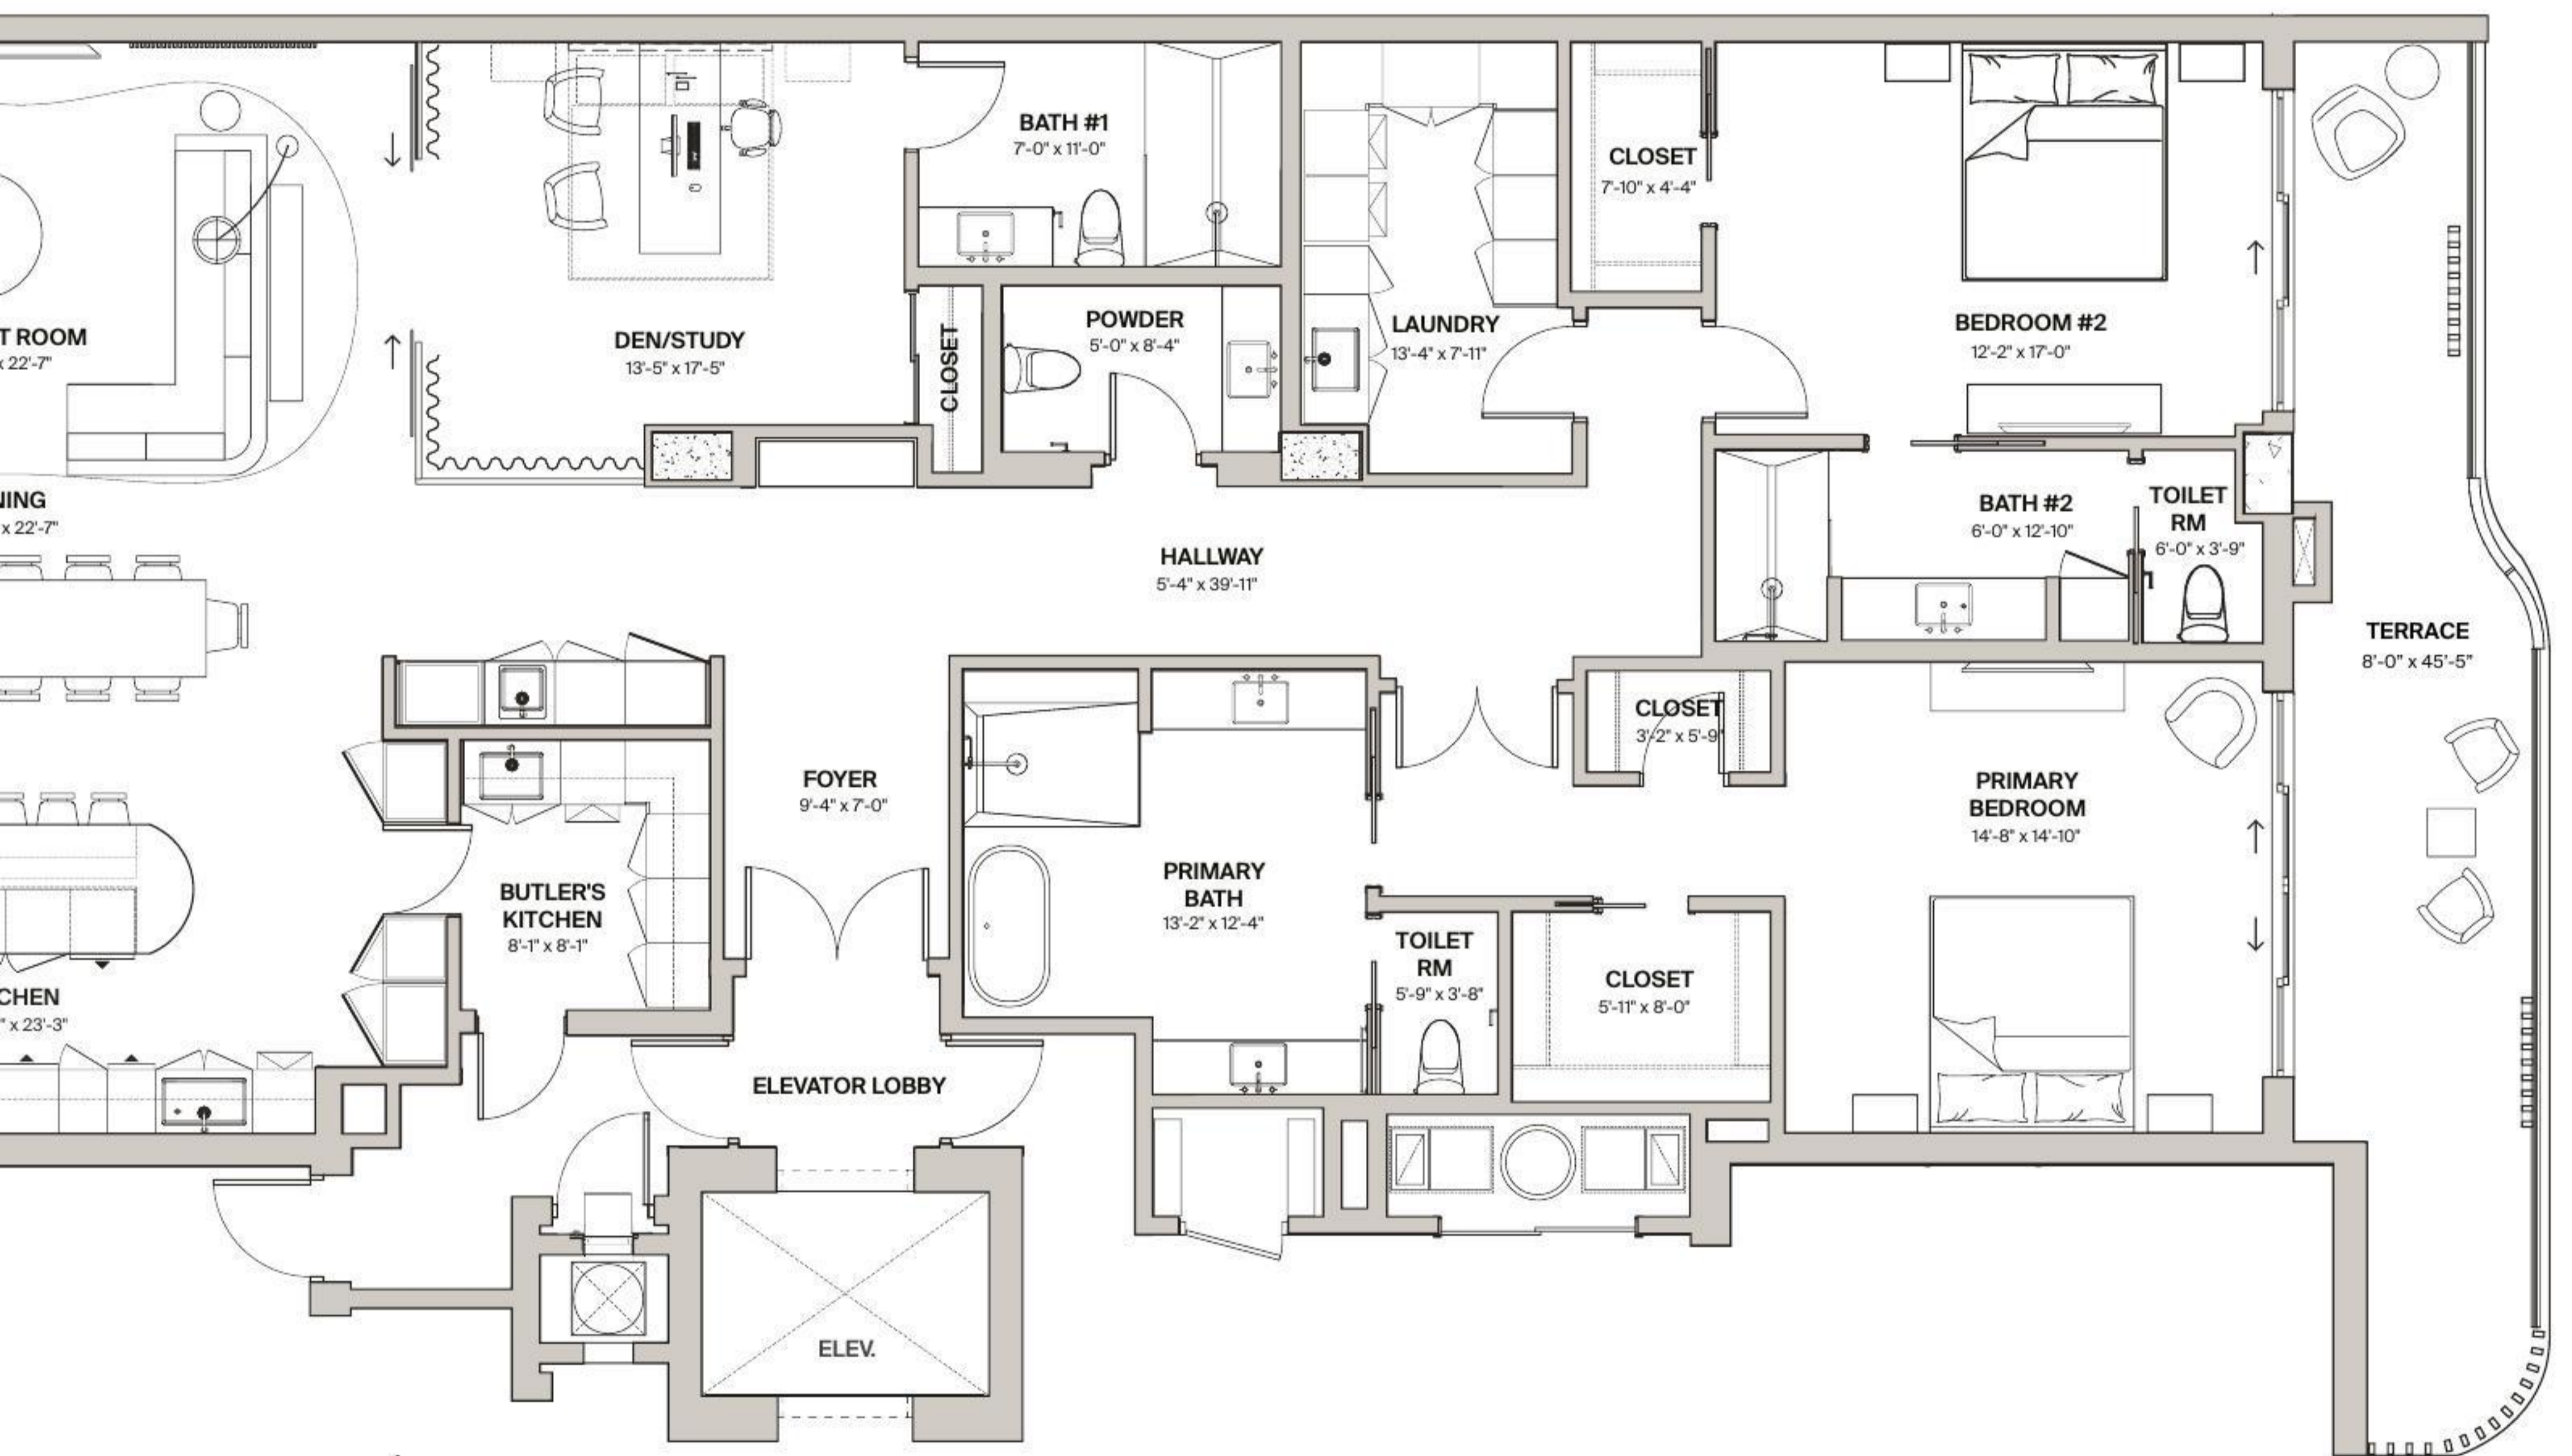 T ROOM
x 22'-7"
NING
x 22'-7"
CHEN
" x 23'-3"
DEN/STUDY
13'-5" x 17'-5"
CLOSET
BATH #1
7'-0" x 11'-0"
POWDER
5'-0" x 8'-4"
LAUNDRY
13'-4" x 7'-11"
CLOSET
7'-10" x 4'-4"
BEDROOM #2
12'-2" x 17'-0"
BATH #2
6'-0" x 12'-10"
TOILET
RM
6'-0" x 3'-9"
TERRACE
8'-0" x 45'-5"
HALLWAY
5'-4" x 39'-11"
FOYER
9'-4" x 7'-0"
BUTLER'S
KITCHEN
8'-1" x 8'-1"
ELEVATOR LOBBY
ELEV.
PRIMARY
BATH
13'-2" x 12'-4"
TOILET
RM
5'-9" x 3'-8"
CLOSET
3'-2" x 5'-9"
CLOSET
5'-11" x 8'-0"
PRIMARY
BEDROOM
14'-8" x 14'-10"